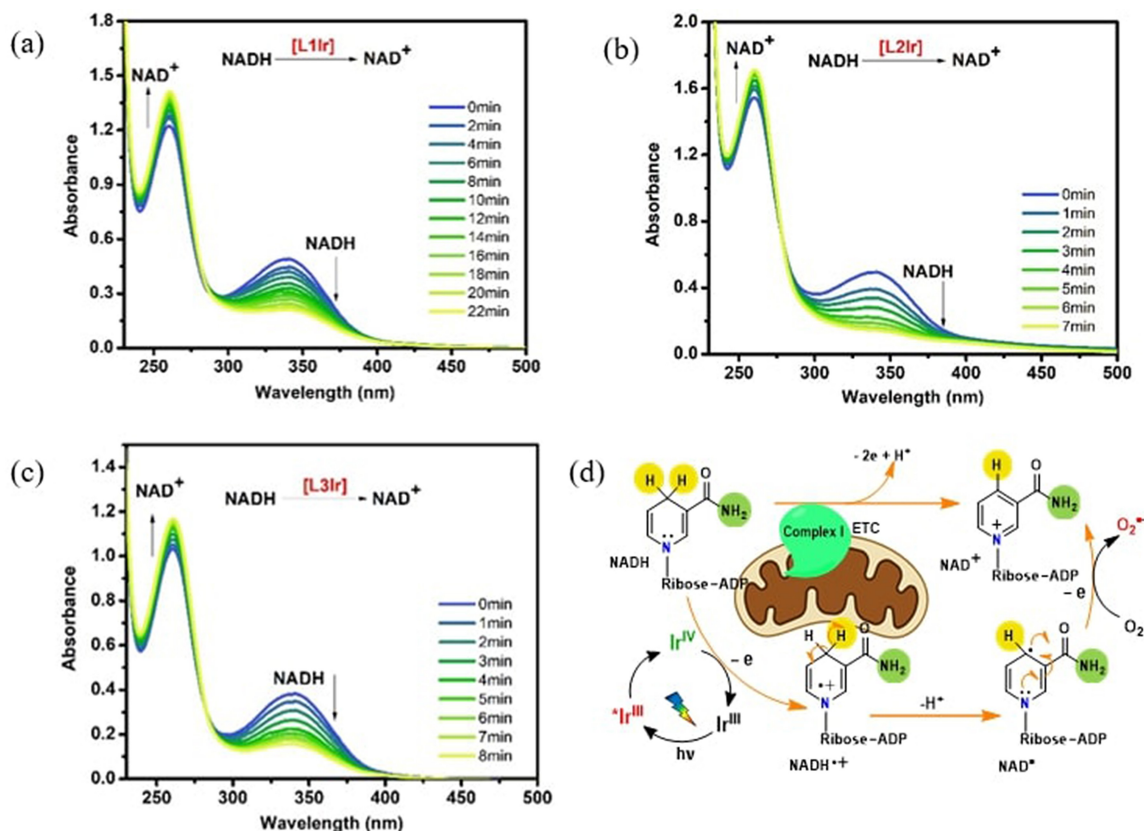 (a)
1.8
1.5
1.2
0.9
0.6
0.3
0.0
Absorbance
NAD+
NADH [L1Ir] NAD+
NADH
0min
2min
4min
6min
8min
10min
12min
14min
16min
18min
20min
22min
250 300 350 400 450 500
Wavelength (nm)
(b)
2.0
1.6
1.2
0.8
0.4
0.0
Absorbance
NAD+
NADH [L2Ir] NAD+
NADH
0min
1min
2min
3min
4min
5min
6min
7min
250 300 350 400 450 500
Wavelength (nm)
(c)
1.4
1.2
1.0
0.8
0.6
0.4
0.2
0.0
Absorbance
NAD+
NADH [L3Ir] NAD+
NADH
0min
1min
2min
3min
4min
5min
6min
7min
8min
250 300 350 400 450 500
Wavelength (nm)
(d)
- 2e + H•
H H O
NH2
N
NADH
Ribose-ADP
Complex I ETC
H O
NH2
N
+
NAD+
Ribose-ADP
O2•-
- e
O2
IrIV
*IrIII
IrIII
hν
- e
H H O
NH2
•+
N
Ribose-ADP
NADH•+
-H+
H O
NH2
N
Ribose-ADP
NAD•